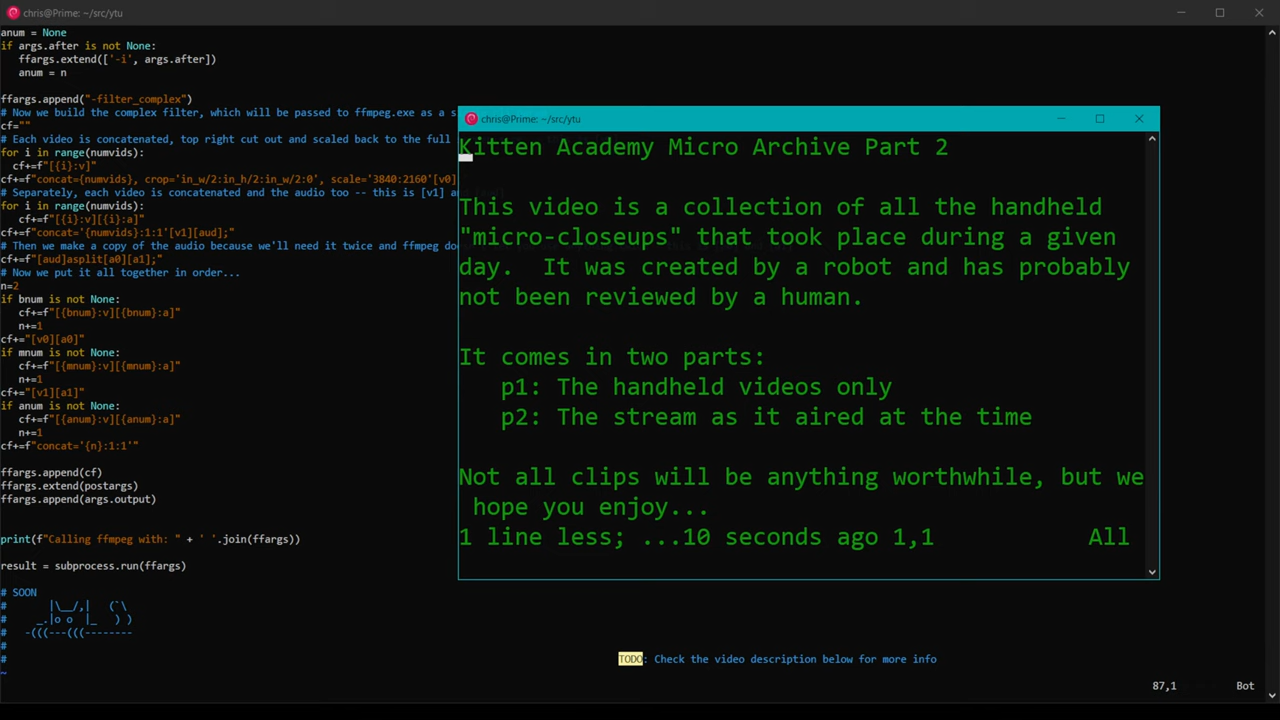 chris@Prime: ~/src/ytu
anum = None
if args.after is not None:
ffargs.extend(['-i', args.after])
anum = n
ffargs.append("-filter_complex")
# Now we build the complex filter, which will be passed to ffmpeg.exe as a s
cf=""
# Each video is concatenated, top right cut out and scaled back to the full
for i in range(numvids):
cf+=f"[{i}:v]"
cf+=f"concat={numvids}, crop='in_w/2:in_h/2:in_w/2:0', scale='3840:2160'[v0]
# Separately, each video is concatenated and the audio too -- this is [v1] a
for i in range(numvids):
cf+=f"[{i}:v][{i}:a]"
cf+=f"concat='{numvids}:1:1'[v1][aud];"
# Then we make a copy of the audio because we'll need it twice and ffmpeg do
cf+=f"[aud]asplit[a0][a1];"
# Now we put it all together in order...
n=2
if bnum is not None:
cf+=f"[{bnum}:v][{bnum}:a]"
n+=1
cf+="[v0][a0]"
if mnum is not None:
cf+=f"[{mnum}:v][{mnum}:a]"
n+=1
cf+="[v1][a1]"
if anum is not None:
cf+=f"[{anum}:v][{anum}:a]"
n+=1
cf+=f"concat='{n}:1:1'"
ffargs.append(cf)
ffargs.extend(postargs)
ffargs.append(args.output)
print(f"Calling ffmpeg with: " + ' '.join(ffargs))
result = subprocess.run(ffargs)
# SOON
#      |\__/,|   (`\
#    _.|o o  |_   ) )
#   -(((---(((--------
#
#
~
chris@Prime: ~/src/ytu
Kitten Academy Micro Archive Part 2
This video is a collection of all the handheld
"micro-closeups" that took place during a given
day.  It was created by a robot and has probably
not been reviewed by a human.
It comes in two parts:
p1: The handheld videos only
p2: The stream as it aired at the time
Not all clips will be anything worthwhile, but we
hope you enjoy...
1 line less; ...10 seconds ago 1,1 All
TODO: Check the video description below for more info
87,1 Bot